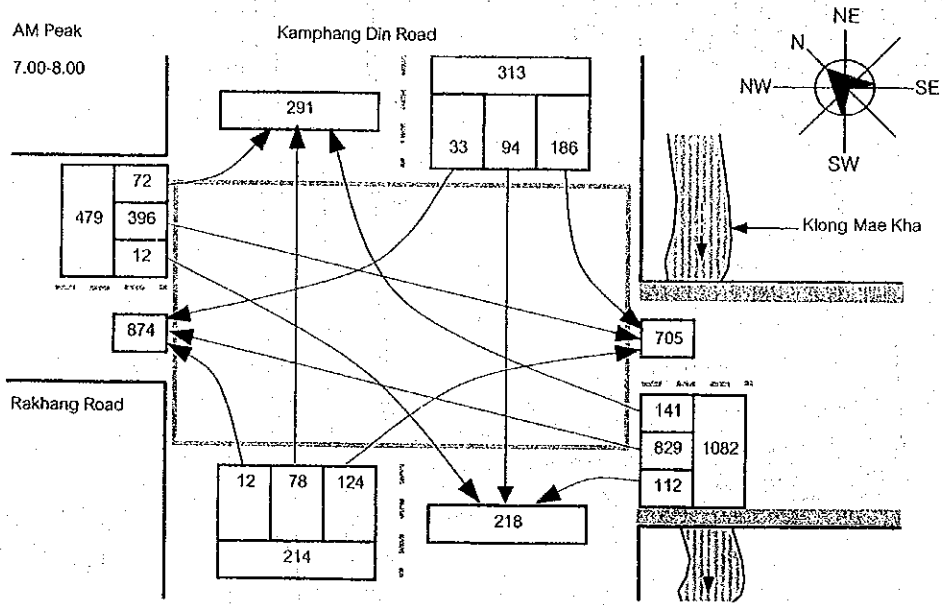 AM Peak
7.00-8.00
Kamphang Din Road
NE
N
NW
SE
SW
313
33 94 186
291
72
479 396
12
Klong Mae Kha
874
705
Rakhang Road
141
829 1082
112
12 78 124
214
218